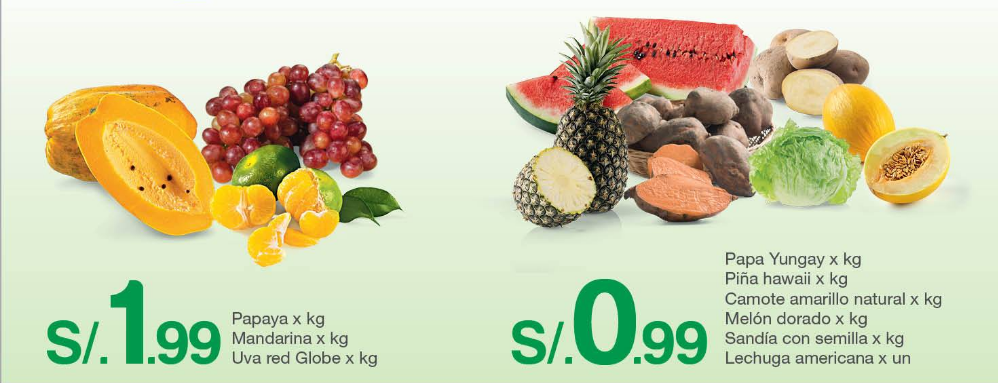 S/.1.99
Papaya x kg
Mandarina x kg
Uva red Globe x kg
S/.0.99
Papa Yungay x kg
Piña hawaii x kg
Camote amarillo natural x kg
Melón dorado x kg
Sandía con semilla x kg
Lechuga americana x un